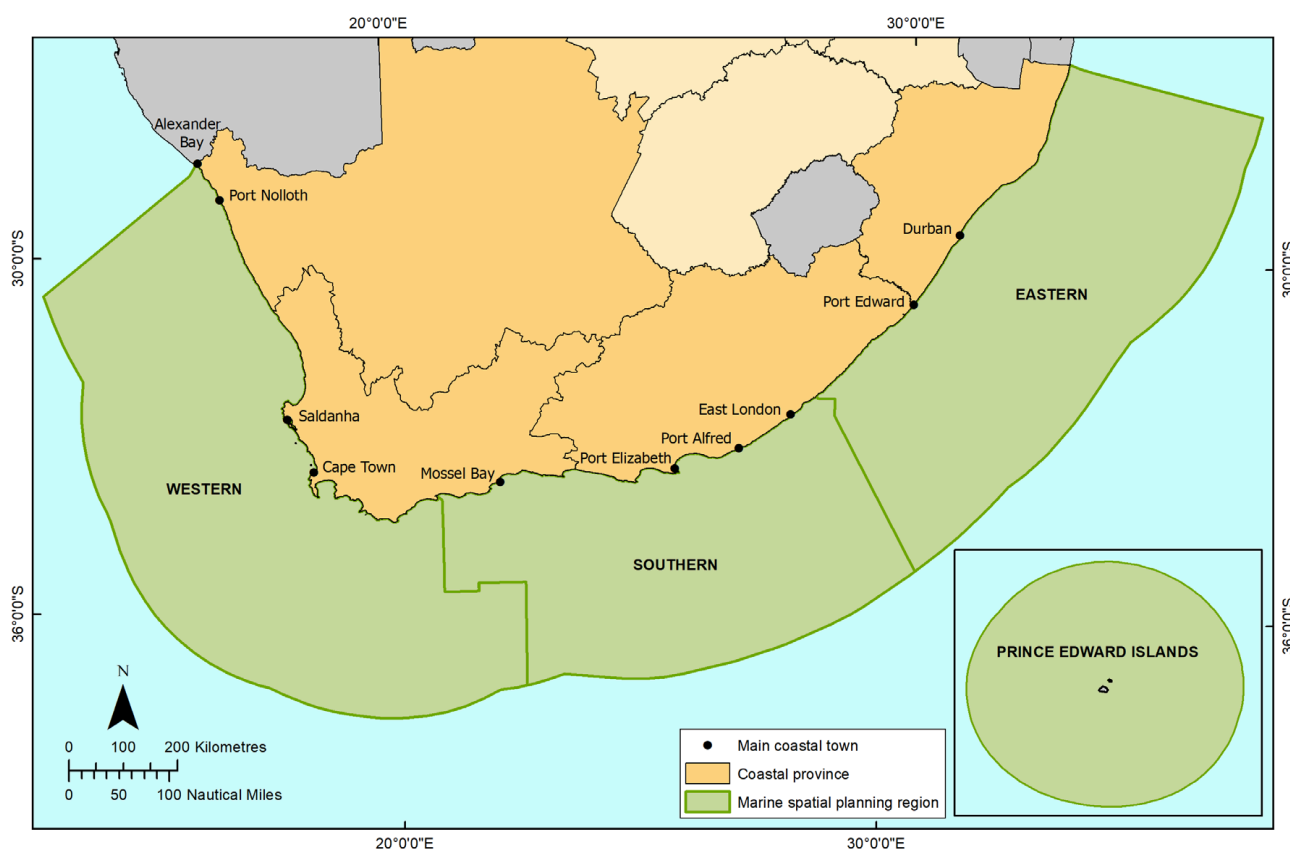 20°0'0"E
30°0'0"E
Alexander
Bay
Port Nolloth
Durban
30°0'0"S
30°0'0"S
EASTERN
Port Edward
East London
Saldanha
Port Alfred
Port Elizabeth
Cape Town
Mossel Bay
WESTERN
SOUTHERN
36°0'0"S
36°0'0"S
PRINCE EDWARD ISLANDS
N
0 100 200 Kilometres
0 50 100 Nautical Miles
Main coastal town
Coastal province
Marine spatial planning region
20°0'0"E
30°0'0"E